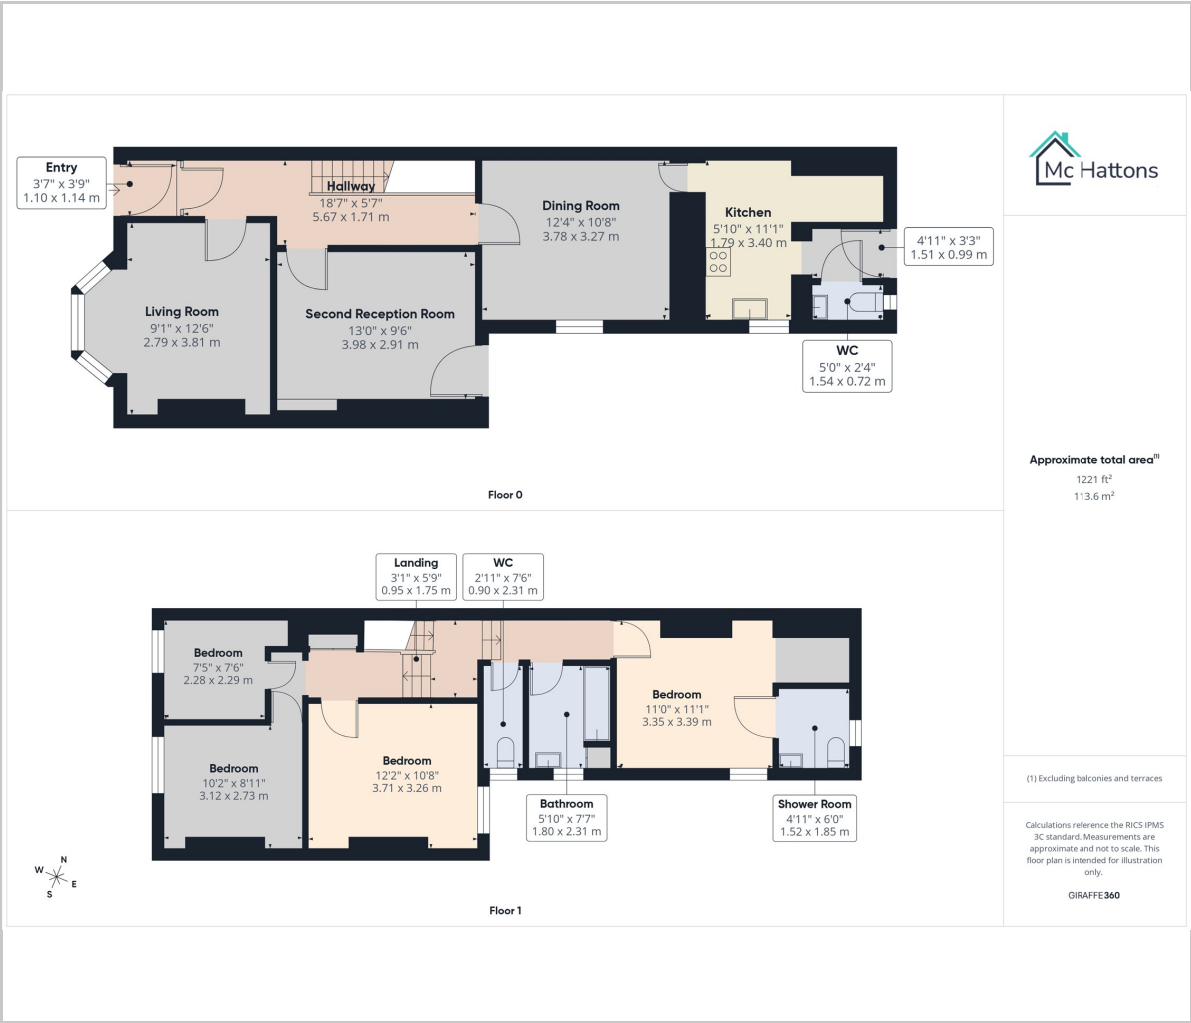 Entry
3'7" x 3'9"
1.10 x 1.14 m
Hallway
18'7" x 5'7"
5.67 x 1.71 m
Living Room
9'1" x 12'6"
2.79 x 3.81 m
Second Reception Room
13'0" x 9'6"
3.98 x 2.91 m
Dining Room
12'4" x 10'8"
3.78 x 3.27 m
Kitchen
5'10" x 11'1"
1.79 x 3.40 m
4'11" x 3'3"
1.51 x 0.99 m
WC
5'0" x 2'4"
1.54 x 0.72 m
Floor 0
Landing
3'1" x 5'9"
0.95 x 1.75 m
WC
2'11" x 7'6"
0.90 x 2.31 m
Bedroom
7'5" x 7'6"
2.28 x 2.29 m
Bedroom
10'2" x 8'11"
3.12 x 2.73 m
Bedroom
12'2" x 10'8"
3.71 x 3.26 m
Bedroom
11'0" x 11'1"
3.35 x 3.39 m
Bathroom
5'10" x 7'7"
1.80 x 2.31 m
Shower Room
4'11" x 6'0"
1.52 x 1.85 m
N
W
E
S
Floor 1
Mc Hattons
Approximate total area(1)
1221 ft²
113.6 m²
(1) Excluding balconies and terraces
Calculations reference the RICS IPMS
3C standard. Measurements are
approximate and not to scale. This
floor plan is intended for illustration
only.
GIRAFFE360